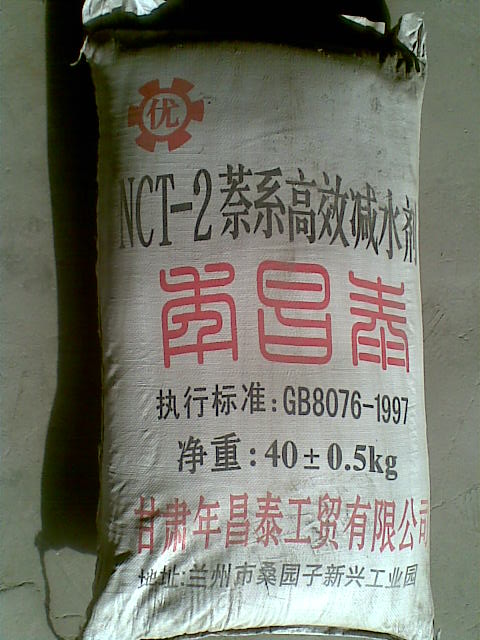 优
NCT-2萘系高效减水剂
年昌泰
执行标准:GB8076-1997
净重:40±0.5kg
甘肃年昌泰工贸有限公司
地址:兰州市桑园子新兴工业园